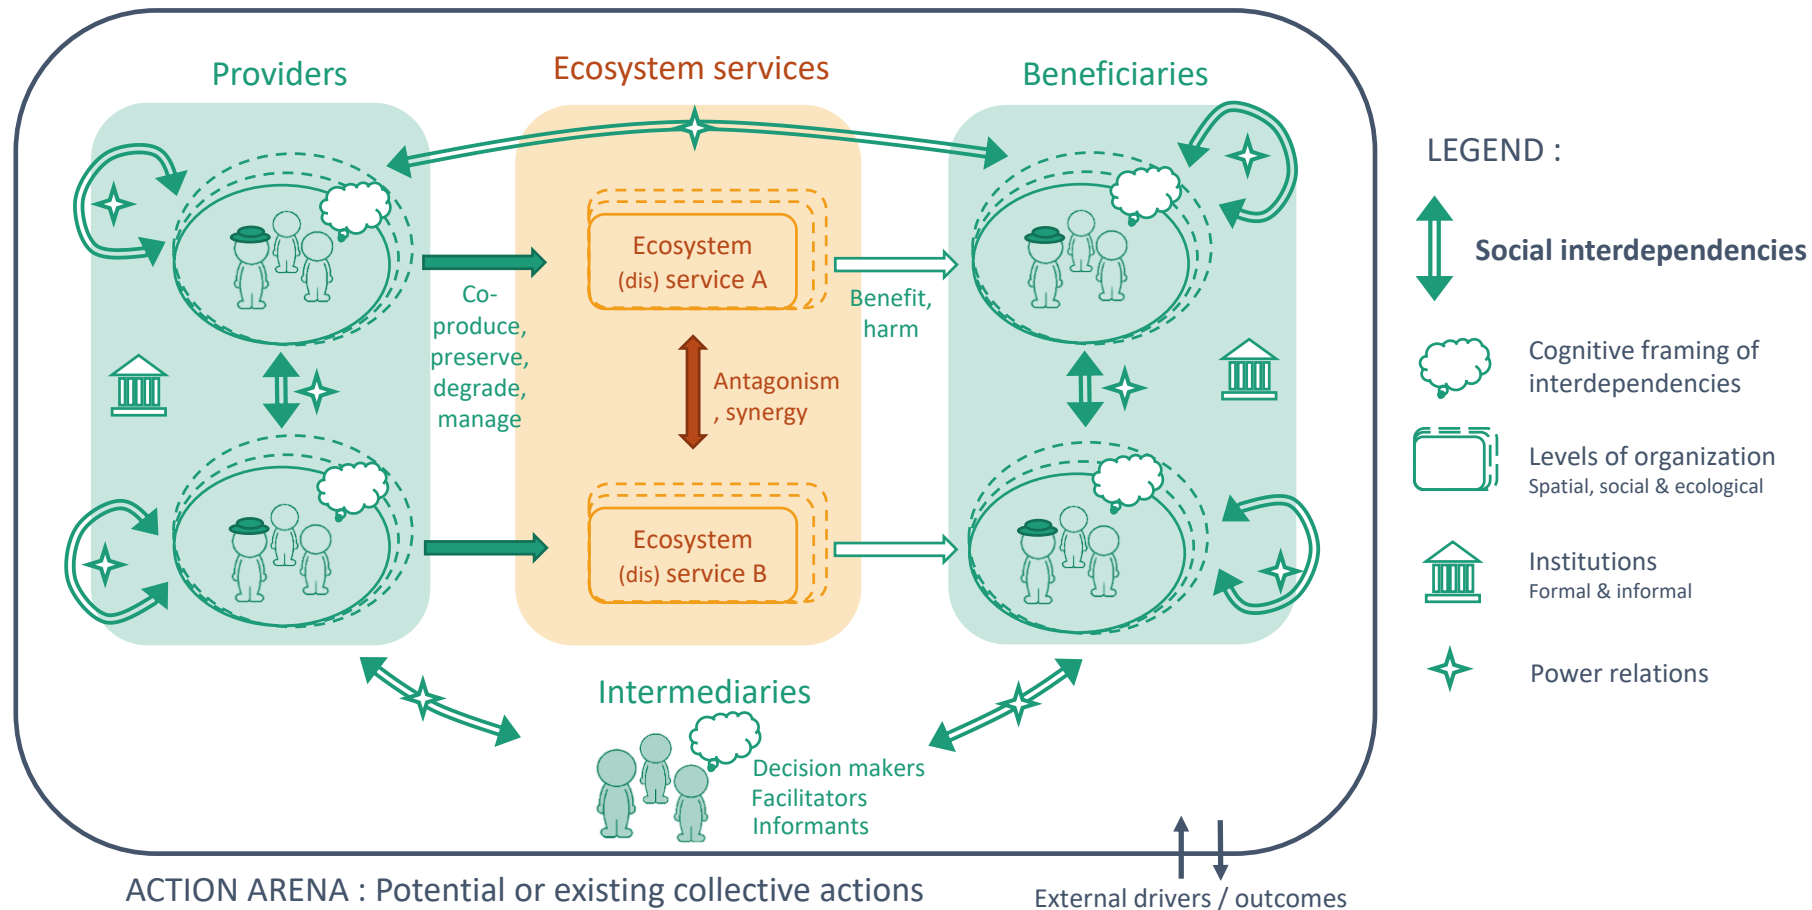 Providers
Ecosystem services
Beneficiaries
Ecosystem
(dis) service A
Co-
produce,
preserve,
degrade,
manage
Benefit,
harm
Antagonism
, synergy
Ecosystem
(dis) service B
Intermediaries
Decision makers
Facilitators
Informants
ACTION ARENA : Potential or existing collective actions
External drivers / outcomes
LEGEND :
Social interdependencies
Cognitive framing of
interdependencies
Levels of organization
Spatial, social & ecological
Institutions
Formal & informal
Power relations